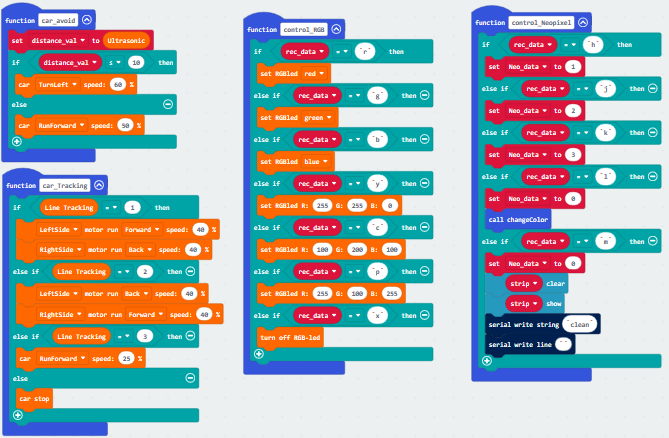 function car_avoid
set distance_val to Ultrasonic
if distance_val ≤ 10 then
car TurnLeft speed: 60 %
else
car RunForward speed: 50 %
function car_Tracking
if Line Tracking = 1 then
LeftSide motor run Forward speed: 40 %
RightSide motor run Back speed: 40 %
else if Line Tracking = 2 then
LeftSide motor run Back speed: 40 %
RightSide motor run Forward speed: 40 %
else if Line Tracking = 3 then
car RunForward speed: 25 %
else
car stop
function control_RGB
if rec_data = "r" then
set RGBled red
else if rec_data = "g" then
set RGBled green
else if rec_data = "b" then
set RGBled blue
else if rec_data = "y" then
set RGBled R: 255 G: 255 B: 0
else if rec_data = "c" then
set RGBled R: 100 G: 200 B: 100
else if rec_data = "p" then
set RGBled R: 255 G: 100 B: 255
else if rec_data = "x" then
turn off RGB-led
function control_Neopixel
if rec_data = "h" then
set Neo_data to 1
else if rec_data = "j" then
set Neo_data to 2
else if rec_data = "k" then
set Neo_data to 3
else if rec_data = "l" then
set Neo_data to 0
call changeColor
else if rec_data = "m" then
set Neo_data to 0
strip clear
strip show
serial write string "clean"
serial write line " "